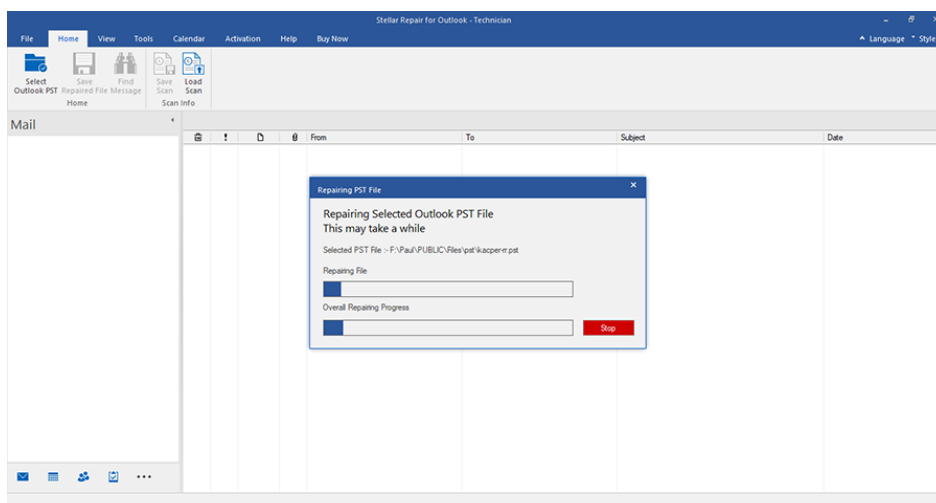 Stellar Repair for Outlook - Technician
File Home View Tools Calendar Activation Help Buy Now Language Style
Select Outlook PST
Save Repaired File
Find Message
Save Scan
Load Scan
Home
Scan Info
Mail
From To Subject Date
Repairing PST File
Repairing Selected Outlook PST File
This may take a while
Selected PST File :- F:\Paul\PUBLIC\Files\pst\kacper-rr.pst
Repairing File
Overall Repairing Progress
Stop